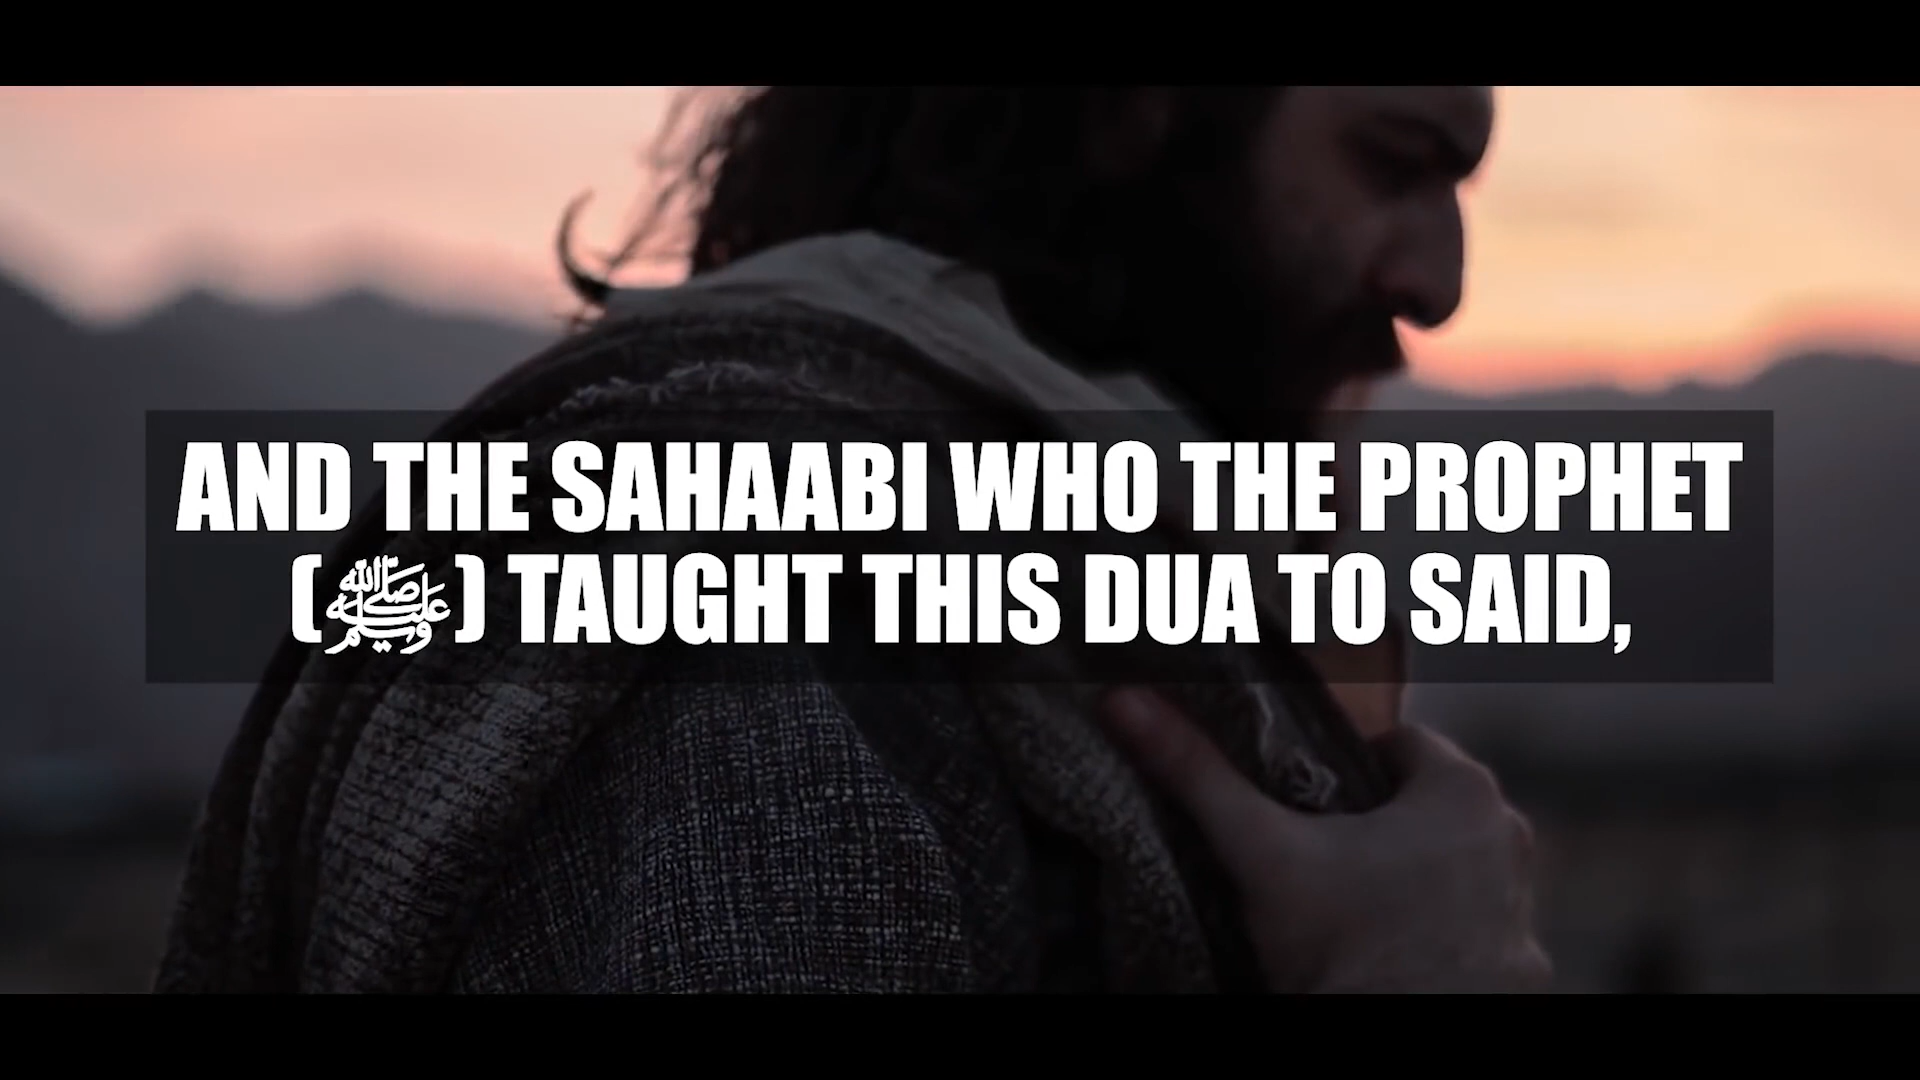 AND THE SAHAABI WHO THE PROPHET
(ﷺ) TAUGHT THIS DUA TO SAID,